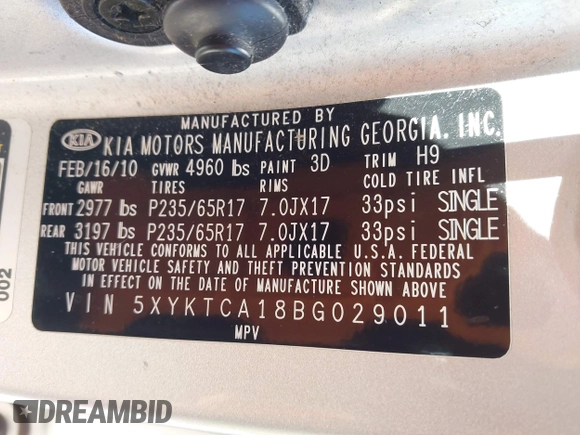 MANUFACTURED BY
KIA KIA MOTORS MANUFACTURING GEORGIA. INC.
FEB/16/10 GVWR 4960 lbs PAINT 3D TRIM H9
GAWR TIRES RIMS COLD TIRE INFL
FRONT 2977 lbs P235/65R17 7.0JX17 33psi SINGLE
REAR 3197 lbs P235/65R17 7.0JX17 33psi SINGLE
THIS VEHICLE CONFORMS TO ALL APPLICABLE U.S.A. FEDERAL
MOTOR VEHICLE SAFETY AND THEFT PREVENTION STANDARDS
IN EFFECT ON THE DATE OF MANUFACTURE SHOWN ABOVE
VIN 5XYKTCA18BG029011
MPV
002
DREAMBID